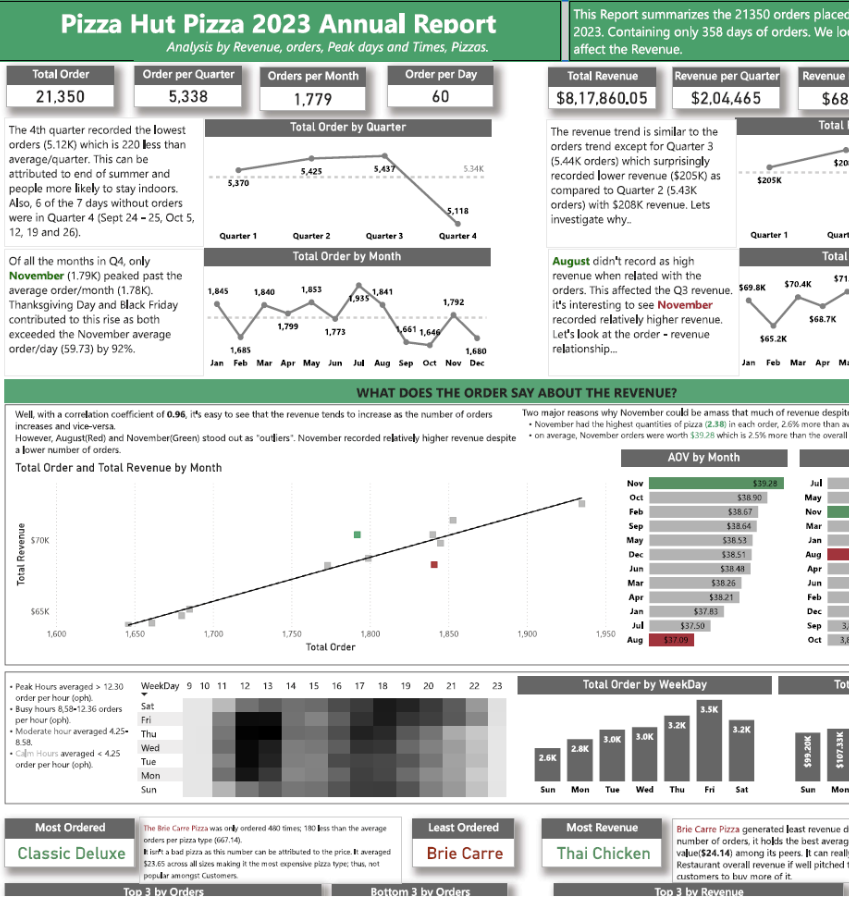 Pizza Hut Pizza 2023 Annual Report
Analysis by Revenue, orders, Peak days and Times, Pizzas.
This Report summarizes the 21350 orders placed
2023. Containing only 358 days of orders. We lo
affect the Revenue.
Total Order
21,350
Order per Quarter
5,338
Orders per Month
1,779
Order per Day
60
Total Revenue
$8,17,860.05
Revenue per Quarter
$2,04,465
Revenue
$68
The 4th quarter recorded the lowest
orders (5.12K) which is 220 less than
average/quarter. This can be
attributed to end of summer and
people more likely to stay indoors.
Also, 6 of the 7 days without orders
were in Quarter 4 (Sept 24 - 25, Oct 5,
12, 19 and 26).
Total Order by Quarter
5,370
5,425
5,437
5.34K
5,118
Quarter 1 Quarter 2 Quarter 3 Quarter 4
The revenue trend is similar to the
orders trend except for Quarter 3
(5.44K orders) which surprisingly
recorded lower revenue ($205K) as
compared to Quarter 2 (5.43K
orders) with $208K revenue. Lets
investigate why..
Total
$205K
$20
Quarter 1 Quart
Of all the months in Q4, only
November (1.79K) peaked past the
average order/month (1.78K).
Thanksgiving Day and Black Friday
contributed to this rise as both
exceeded the November average
order/day (59.73) by 92%.
Total Order by Month
1,845 1,685 1,840 1,799 1,853 1,773 1,935 1,841 1,661 1,646 1,792 1,680
Jan Feb Mar Apr May Jun Jul Aug Sep Oct Nov Dec
August didn't record as high
revenue when related with the
orders. This affected the Q3 revenue.
it's interesting to see November
recorded relatively higher revenue.
Let's look at the order - revenue
relationship...
Total
$69.8K $65.2K $70.4K $68.7K $71.
Jan Feb Mar Apr Ma
WHAT DOES THE ORDER SAY ABOUT THE REVENUE?
Well, with a correlation coefficient of 0.96, it's easy to see that the revenue tends to increase as the number of orders
increases and vice-versa.
However, August(Red) and November(Green) stood out as "outliers". November recorded relatively higher revenue despite
a lower number of orders.
Two major reasons why November could be amass that much of revenue despit
• November had the highest quantities of pizza (2.38) in each order, 2.6% more than av
• on average, November orders were worth $39.28 which is 2.5% more than the overall
Total Order and Total Revenue by Month
Total Revenue
$70K
$65K
1,600 1,650 1,700 1,750 1,800 1,850 1,900 1,950
Total Order
AOV by Month
Nov $39.28
Oct $38.90
Feb $38.67
Sep $38.64
May $38.53
Dec $38.51
Jun $38.48
Mar $38.26
Apr $38.21
Jan $37.83
Jul $37.50
Aug $37.09
Jul
May
Nov
Mar
Jan
Aug
Apr
Jun
Feb
Dec
Sep 3,
Oct 3,8
• Peak Hours averaged > 12.30
order per hour (oph).
• Busy hours 8,58-12.36 orders
per hour (oph).
• Moderate hour averaged 4.25-
8.58.
• Calm Hours averaged < 4.25
order per hour (oph).
WeekDay 9 10 11 12 13 14 15 16 17 18 19 20 21 22 23
Sat
Fri
Thu
Wed
Tue
Mon
Sun
Total Order by WeekDay
2.6K 2.8K 3.0K 3.0K 3.2K 3.5K 3.2K
Sun Mon Tue Wed Thu Fri Sat
Tot
$99.20K $107.33K
Sun Mon
Most Ordered
Classic Deluxe
The Brie Carre Pizza was only ordered 480 times; 180 less than the average
orders per pizza type (667.14).
It isn't a bad pizza as this number can be attributed to the price. It averaged
$23.65 across all sizes making it the most expensive pizza type; thus, not
popular amongst Customers.
Least Ordered
Brie Carre
Most Revenue
Thai Chicken
Brie Carre Pizza generated least revenue d
number of orders, it holds the best averag
value($24.14) among its peers. It can reall
Restaurant overall revenue if well pitched t
customers to buy more of it.
Top 3 by Orders
Bottom 3 by Orders
Top 3 by Revenue